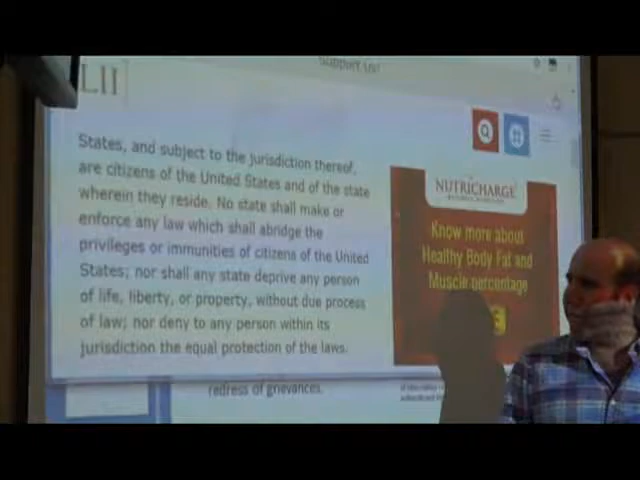 Support Us!
LII
States, and subject to the jurisdiction thereof,
are citizens of the United States and of the state
wherein they reside. No state shall make or
enforce any law which shall abridge the
privileges or immunities of citizens of the United
States; nor shall any state deprive any person
of life, liberty, or property, without due process
of law; nor deny to any person within its
jurisdiction the equal protection of the laws.
NUTRICHARGE
Know more about
Healthy Body Fat and
Muscle percentage
redress of grievances.